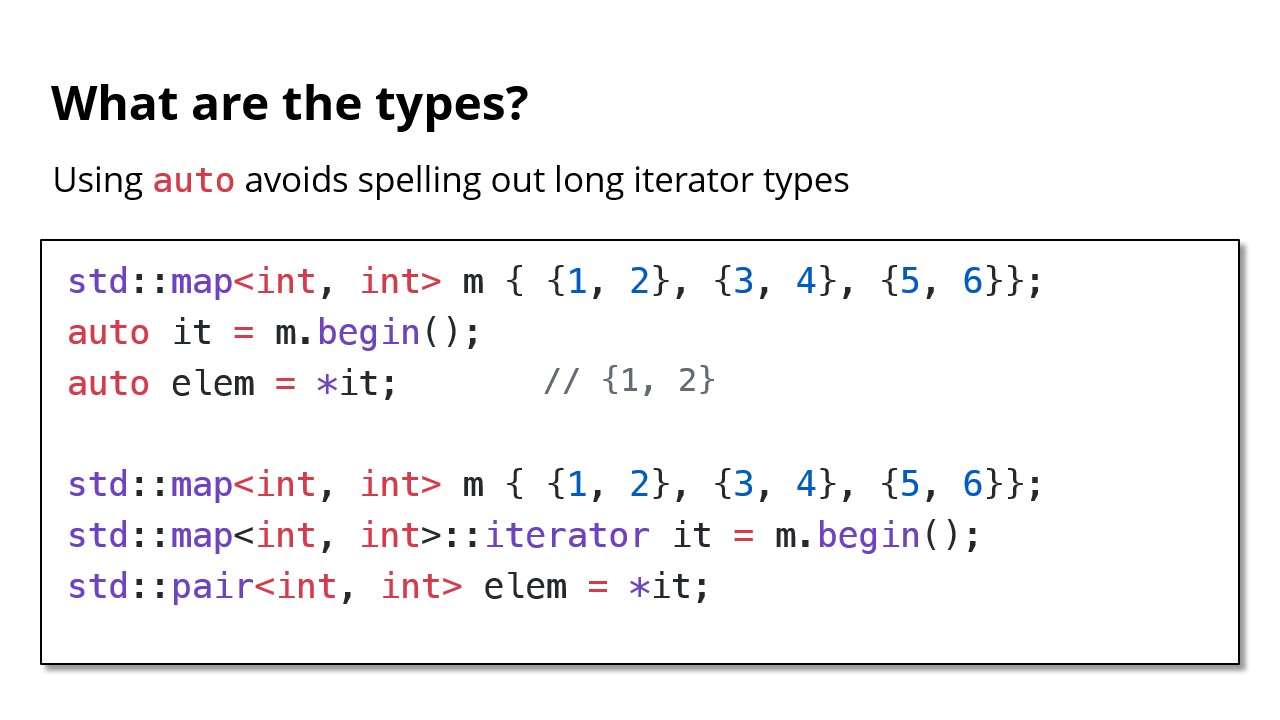 What are the types?
Using auto avoids spelling out long iterator types
std::map<int, int> m { {1, 2}, {3, 4}, {5, 6}};
auto it = m.begin();
auto elem = *it; // {1, 2}
std::map<int, int> m { {1, 2}, {3, 4}, {5, 6}};
std::map<int, int>::iterator it = m.begin();
std::pair<int, int> elem = *it;